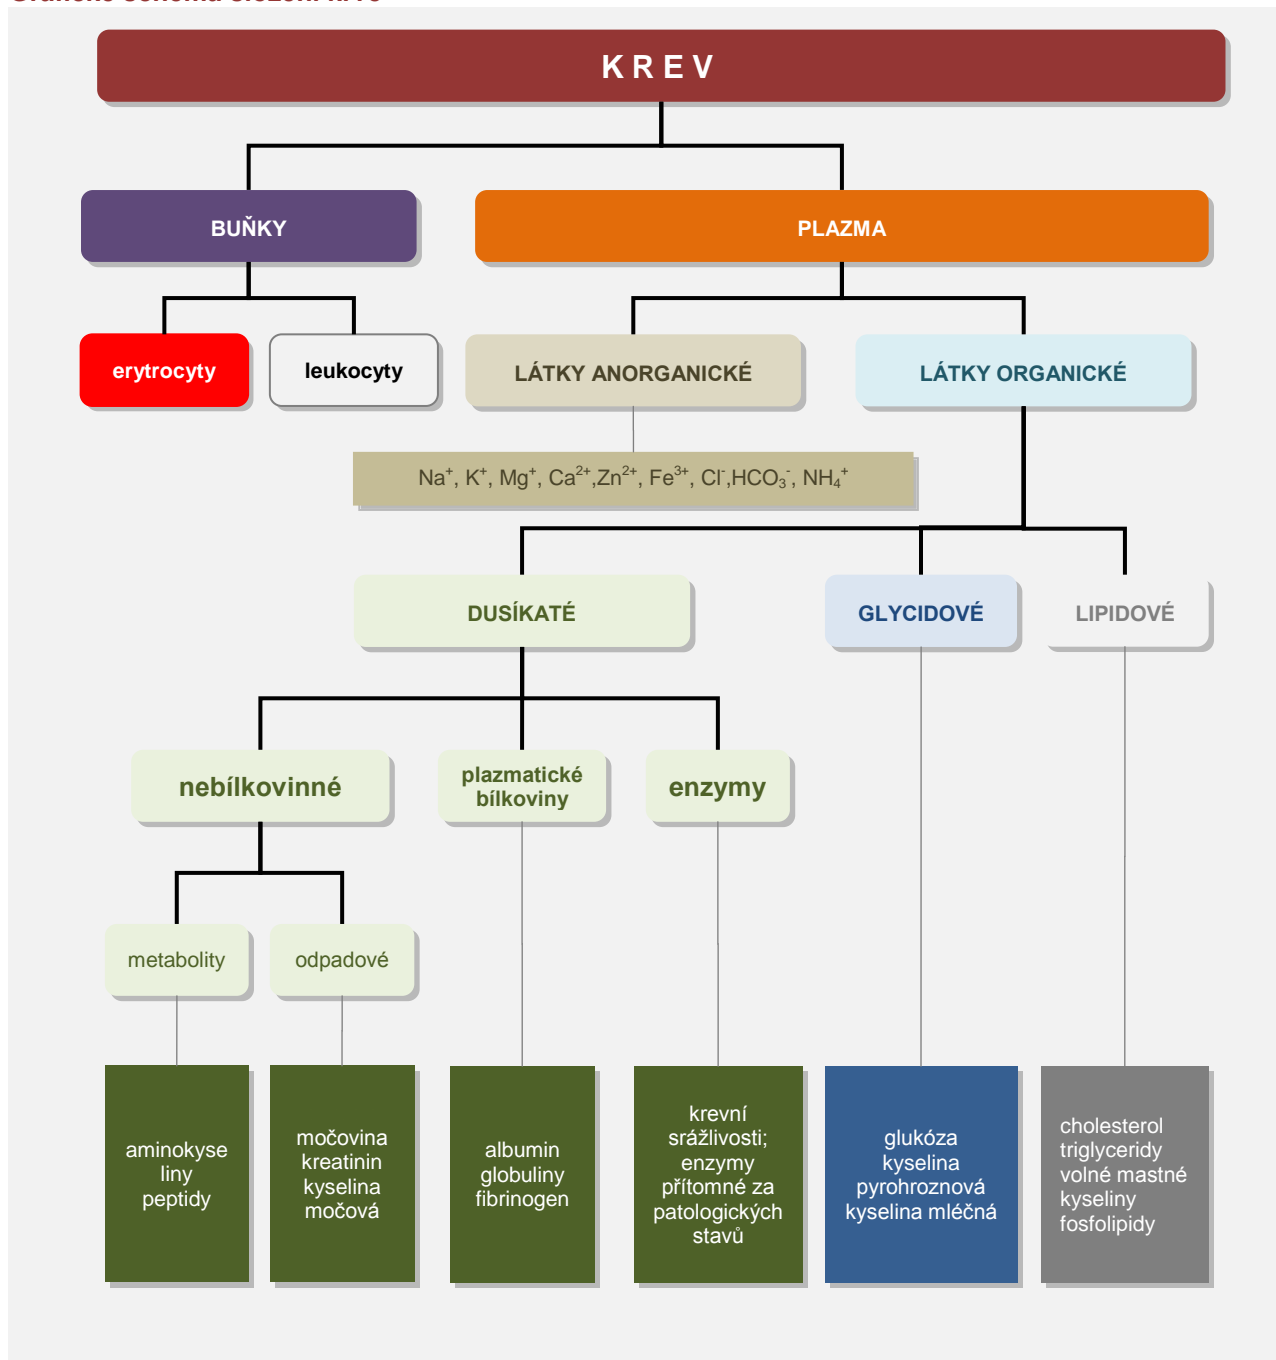 K R E V
BUŇKY
PLAZMA
erytrocyty
leukocyty
LÁTKY ANORGANICKÉ
LÁTKY ORGANICKÉ
Na⁺, K⁺, Mg⁺, Ca²⁺,Zn²⁺, Fe³⁺, Cl⁻,HCO₃⁻, NH₄⁺
DUSÍKATÉ
GLYCIDOVÉ
LIPIDOVÉ
nebílkovinné
plazmatické
bílkoviny
enzymy
metabolity
odpadové
aminokyse
liny
peptidy
močovina
kreatinin
kyselina
močová
albumin
globuliny
fibrinogen
krevní
srážlivosti;
enzymy
přítomné za
patologických
stavů
glukóza
kyselina
pyrohroznová
kyselina mléčná
cholesterol
triglyceridy
volné mastné
kyseliny
fosfolipidy